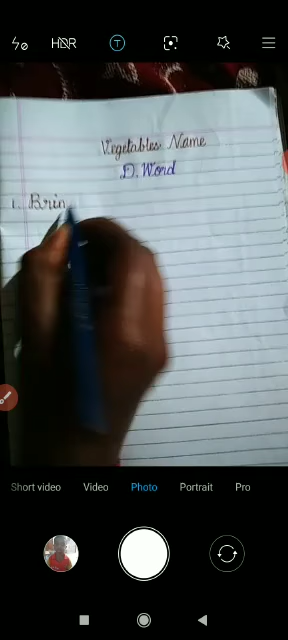 HDR
T
Vegetables Name
D. Word
1. Brin
Short video Video Photo Portrait Pro